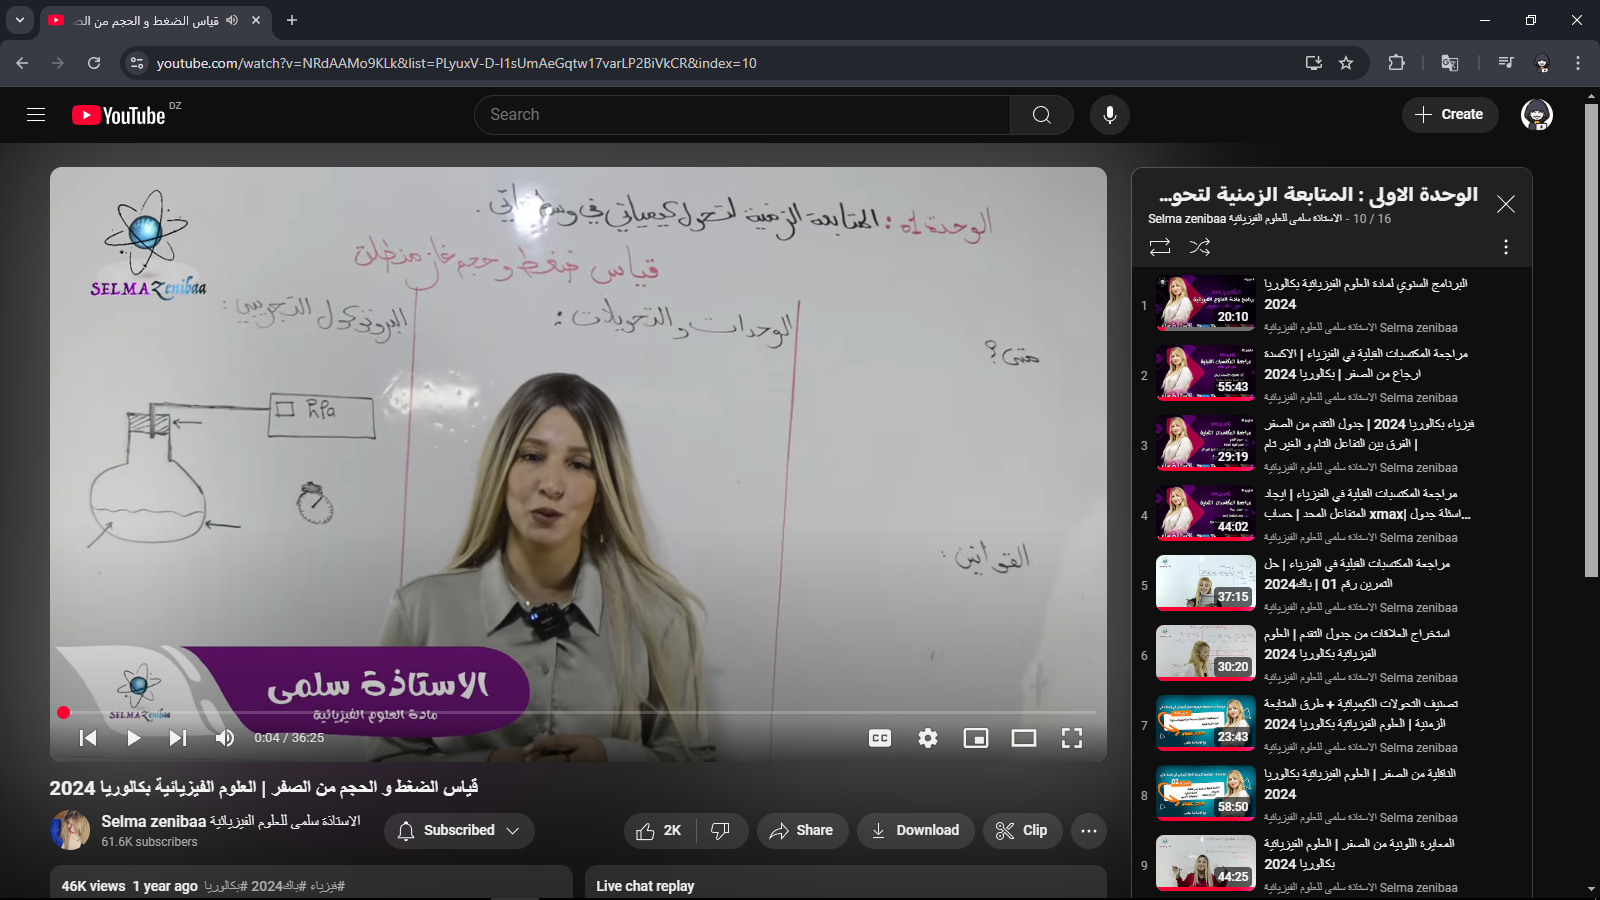 قياس الضغط و الحجم من الص
youtube.com/watch?v=NRdAAMo9KLk&list=PLyuxV-D-I1sUmAeGqtw17varLP2BiVkCR&index=10
YouTube DZ
Search
Create
SELMA Zenibaa
الوحدة 01: المتابعة الزمنية لتحول كيميائي في وسط مائي.
قياس ضغط و حجم غاز منطلق
البروتوكول التجريبي:
الوحدات والتحويلات:
متى؟
hPa
القوانين:
الاستاذة سلمى
مادة العلوم الفيزيائية
SELMA Zenibaa
0:04 / 36:25
CC
قياس الضغط و الحجم من الصفر | العلوم الفيزيائية بكالوريا 2024
Selma zenibaa الاستاذة سلمى للعلوم الفيزيائية
61.6K subscribers
Subscribed
2K
Share
Download
Clip
46K views 1 year ago #فيزياء #باك2024 #بكالوريا
Live chat replay
الوحدة الاولى : المتابعة الزمنية لتحو...
Selma zenibaa الاستاذة سلمى للعلوم الفيزيائية - 10 / 16
1
20:10
البرنامج السنوي لمادة العلوم الفيزيائية بكالوريا
2024
الاستاذة سلمى للعلوم الفيزيائية Selma zenibaa
2
55:43
مراجعة المكتسبات القبلية في الفيزياء | الاكسدة
ارجاع من الصفر | بكالوريا 2024
الاستاذة سلمى للعلوم الفيزيائية Selma zenibaa
3
29:19
فيزياء بكالوريا 2024 | جدول التقدم من الصفر
| الفرق بين التفاعل التام و الغير تام
الاستاذة سلمى للعلوم الفيزيائية Selma zenibaa
4
44:02
مراجعة المكتسبات القبلية في الفيزياء | ايجاد
المتفاعل المحد | حساب xmax| اسئلة جدول...
الاستاذة سلمى للعلوم الفيزيائية Selma zenibaa
5
37:15
مراجعة المكتسبات القبلية في الفيزياء | حل
التمرين رقم 01 | باك2024
الاستاذة سلمى للعلوم الفيزيائية Selma zenibaa
6
30:20
استخراج العلاقات من جدول التقدم | العلوم
الفيزيائية بكالوريا 2024
الاستاذة سلمى للعلوم الفيزيائية Selma zenibaa
7
23:43
تصنيف التحولات الكيميائية + طرق المتابعة
الزمنية | العلوم الفيزيائية بكالوريا 2024
الاستاذة سلمى للعلوم الفيزيائية Selma zenibaa
8
58:50
الناقلية من الصفر | العلوم الفيزيائية بكالوريا
2024
الاستاذة سلمى للعلوم الفيزيائية Selma zenibaa
9
44:25
المعايرة اللونية من الصفر | العلوم الفيزيائية
بكالوريا 2024
الاستاذة سلمى للعلوم الفيزيائية Selma zenibaa